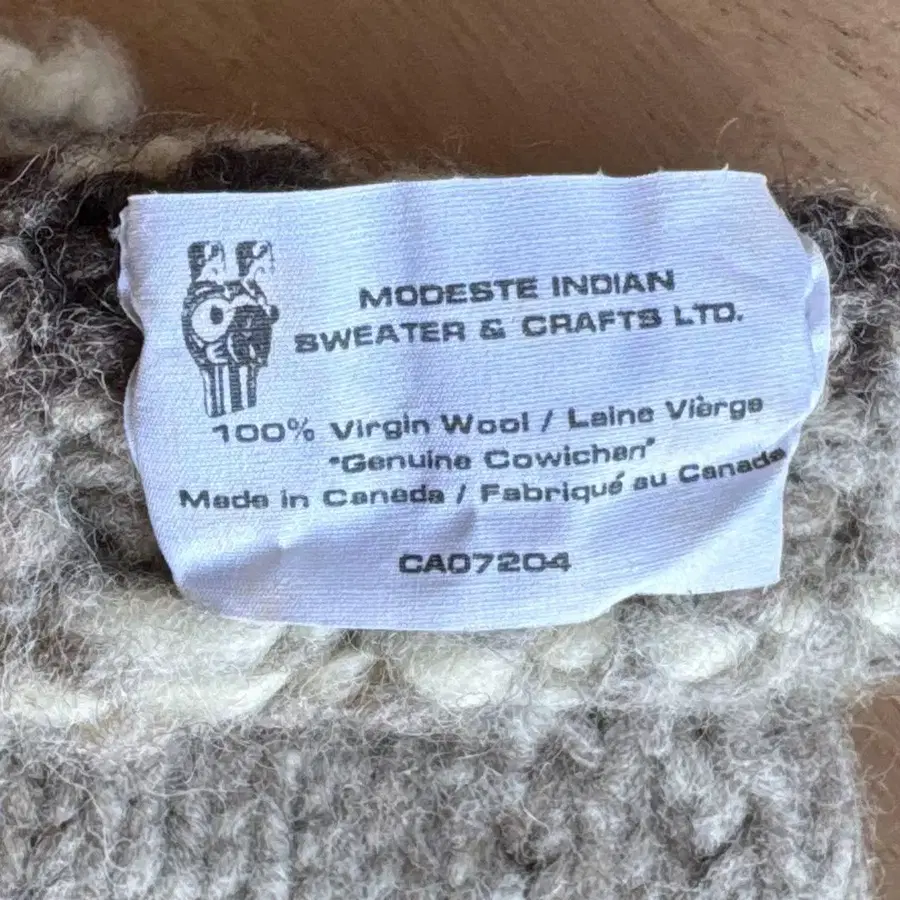 MODESTE INDIAN
SWEATER & CRAFTS LTD.
100% Virgin Wool / Laine Vièrge
"Genuine Cowichan"
Made in Canada / Fabriqué au Canada
CA07204